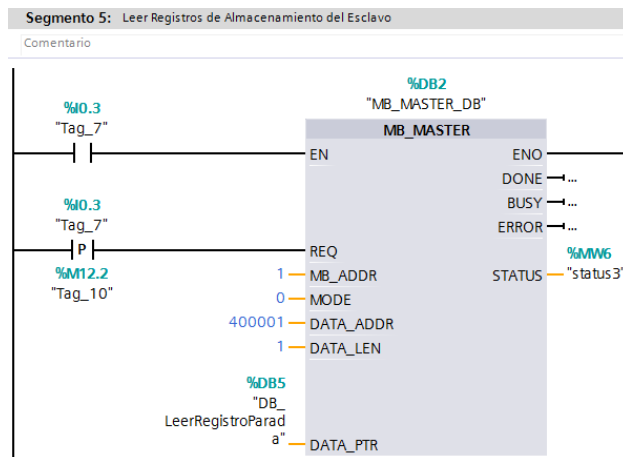 Segmento 5: Leer Registros de Almacenamiento del Esclavo
Comentario
%DB2
"MB_MASTER_DB"
%I0.3
"Tag_7"
MB_MASTER
EN
ENO
DONE
...
BUSY
...
ERROR
...
%I0.3
"Tag_7"
P
REQ
%M12.2
"Tag_10"
%MW6
1
MB_ADDR
STATUS
"status3"
0
MODE
400001
DATA_ADDR
1
DATA_LEN
%DB5
"DB_
LeerRegistroParad
a"
DATA_PTR